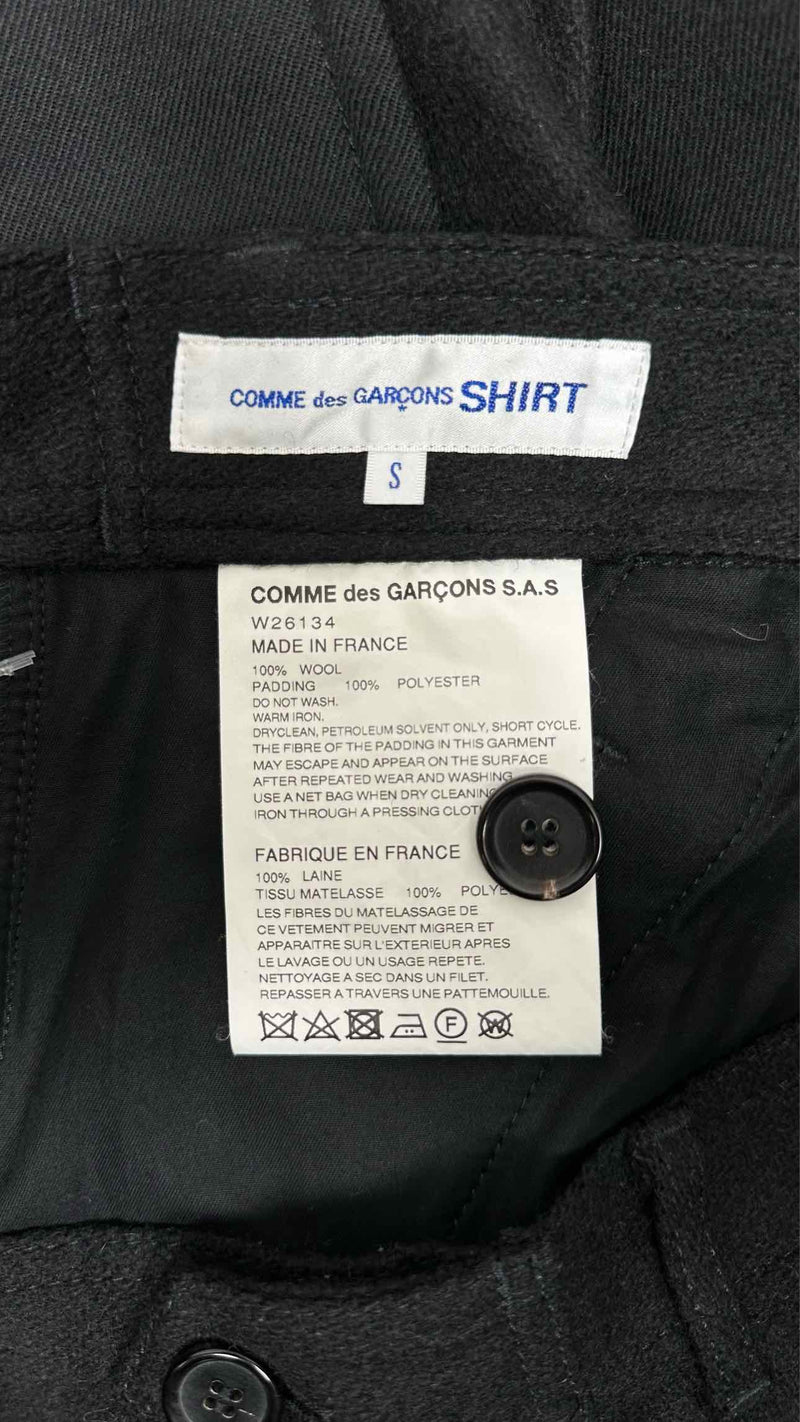 COMME des GARÇONS SHIRT
S
COMME des GARÇONS S.A.S
W26134
MADE IN FRANCE
100% WOOL
PADDING 100% POLYESTER
DO NOT WASH.
WARM IRON.
DRYCLEAN, PETROLEUM SOLVENT ONLY, SHORT CYCLE.
THE FIBRE OF THE PADDING IN THIS GARMENT
MAY ESCAPE AND APPEAR ON THE SURFACE
AFTER REPEATED WEAR AND WASHING
USE A NET BAG WHEN DRY CLEANING
IRON THROUGH A PRESSING CLOT
FABRIQUE EN FRANCE
100% LAINE
TISSU MATELASSE 100% POLYE
LES FIBRES DU MATELASSAGE DE
CE VETEMENT PEUVENT MIGRER ET
APPARAITRE SUR L'EXTERIEUR APRES
LE LAVAGE OU UN USAGE REPETE.
NETTOYAGE A SEC DANS UN FILET.
REPASSER A TRAVERS UNE PATTEMOUILLE.
F
W